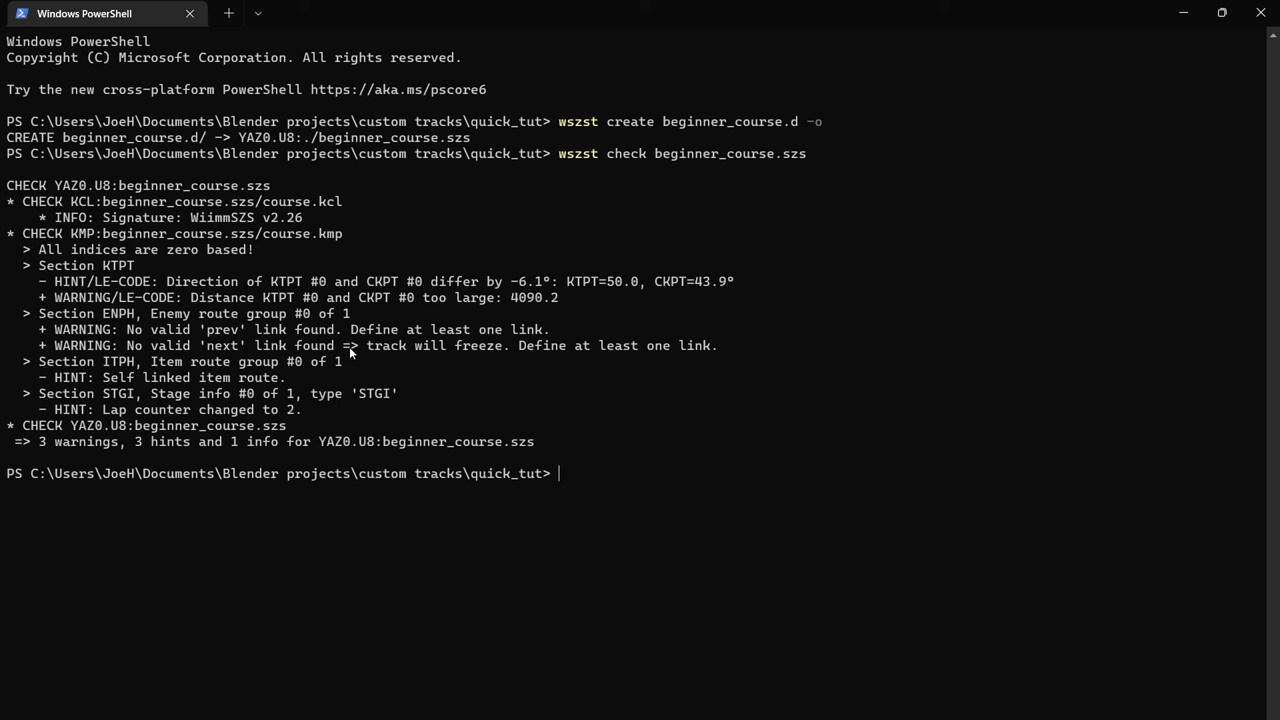 Windows PowerShell
Windows PowerShell
Copyright (C) Microsoft Corporation. All rights reserved.
Try the new cross-platform PowerShell https://aka.ms/pscore6
PS C:\Users\JoeH\Documents\Blender projects\custom tracks\quick_tut> wszst create beginner_course.d -o
CREATE beginner_course.d/ -> YAZ0.U8:./beginner_course.szs
PS C:\Users\JoeH\Documents\Blender projects\custom tracks\quick_tut> wszst check beginner_course.szs
CHECK YAZ0.U8:beginner_course.szs
* CHECK KCL:beginner_course.szs/course.kcl
* INFO: Signature: WiimmSZS v2.26
* CHECK KMP:beginner_course.szs/course.kmp
> All indices are zero based!
> Section KTPT
- HINT/LE-CODE: Direction of KTPT #0 and CKPT #0 differ by -6.1°: KTPT=50.0, CKPT=43.9°
+ WARNING/LE-CODE: Distance KTPT #0 and CKPT #0 too large: 4090.2
> Section ENPH, Enemy route group #0 of 1
+ WARNING: No valid 'prev' link found. Define at least one link.
+ WARNING: No valid 'next' link found => track will freeze. Define at least one link.
> Section ITPH, Item route group #0 of 1
- HINT: Self linked item route.
> Section STGI, Stage info #0 of 1, type 'STGI'
- HINT: Lap counter changed to 2.
* CHECK YAZ0.U8:beginner_course.szs
=> 3 warnings, 3 hints and 1 info for YAZ0.U8:beginner_course.szs
PS C:\Users\JoeH\Documents\Blender projects\custom tracks\quick_tut>